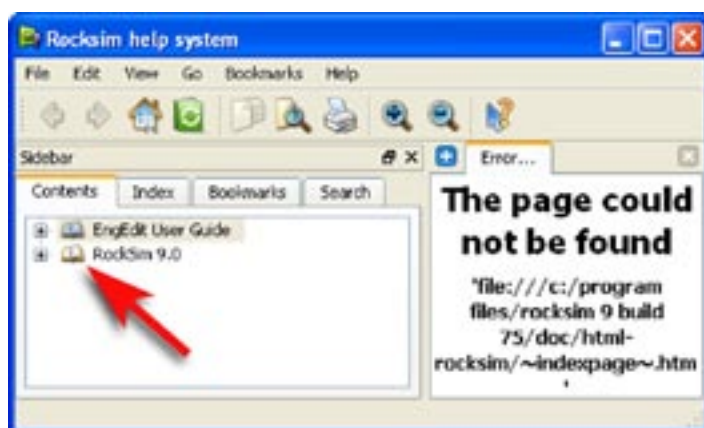 Rocksim help system
File Edit View Go Bookmarks Help
Sidebar
Error...
Contents Index Bookmarks Search
EngEdit User Guide
RockSim 9.0
The page could
not be found
'file:///c:/program
files/rocksim 9 build
75/doc/html-
rocksim/~indexpage~.htm
'